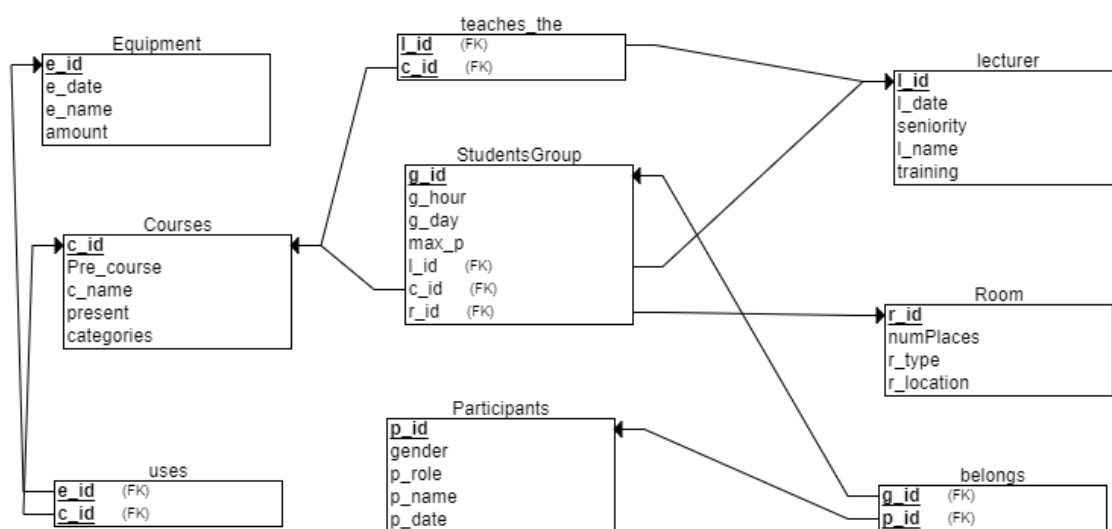 Equipment
e_id
e_date
e_name
amount
teaches_the
l_id (FK)
c_id (FK)
lecturer
l_id
l_date
seniority
l_name
training
StudentsGroup
g_id
g_hour
g_day
max_p
l_id (FK)
c_id (FK)
r_id (FK)
Courses
c_id
Pre_course
c_name
present
categories
Room
r_id
numPlaces
r_type
r_location
Participants
p_id
gender
p_role
p_name
p_date
uses
e_id (FK)
c_id (FK)
belongs
g_id (FK)
p_id (FK)